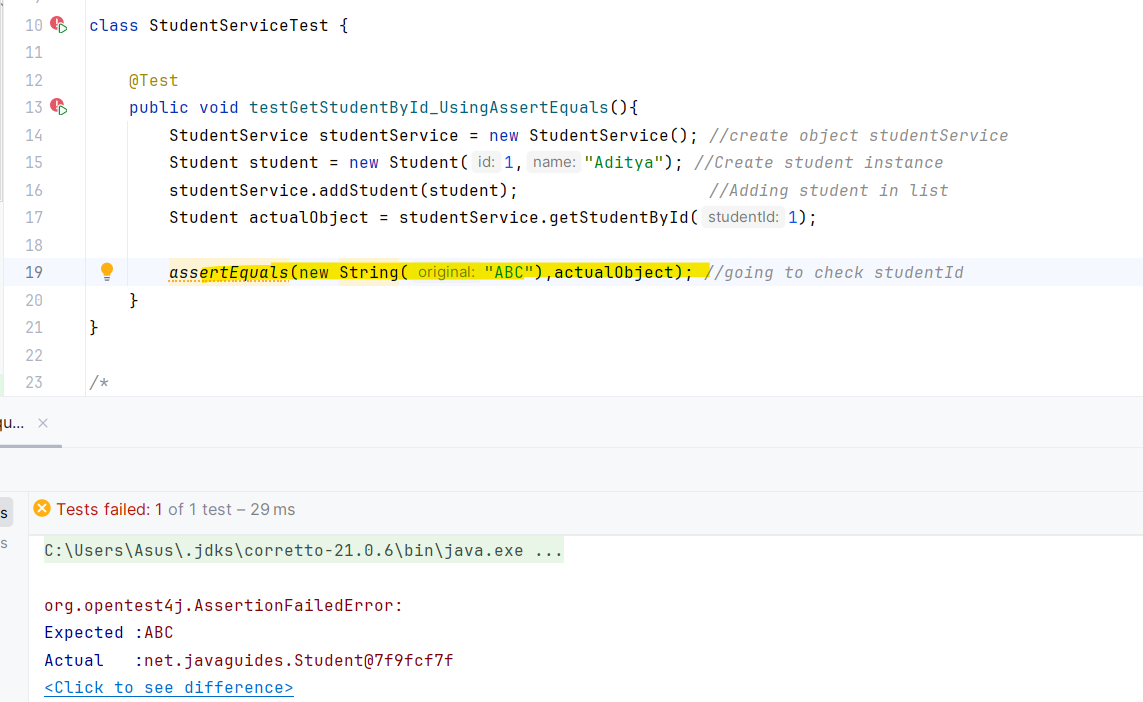 10 class StudentServiceTest {
11
12 @Test
13 public void testGetStudentById_UsingAssertEquals(){
14 StudentService studentService = new StudentService(); //create object studentService
15 Student student = new Student( id: 1, name: "Aditya"); //Create student instance
16 studentService.addStudent(student); //Adding student in list
17 Student actualObject = studentService.getStudentById( studentId: 1);
18
19 assertEquals(new String( original: "ABC"),actualObject); //going to check studentId
20 }
21 }
22
23 /*
qu... ×
Tests failed: 1 of 1 test – 29 ms
s
s
C:\Users\Asus\.jdks\corretto-21.0.6\bin\java.exe ...
org.opentest4j.AssertionFailedError:
Expected :ABC
Actual :net.javaguides.Student@7f9fcf7f
<Click to see difference>